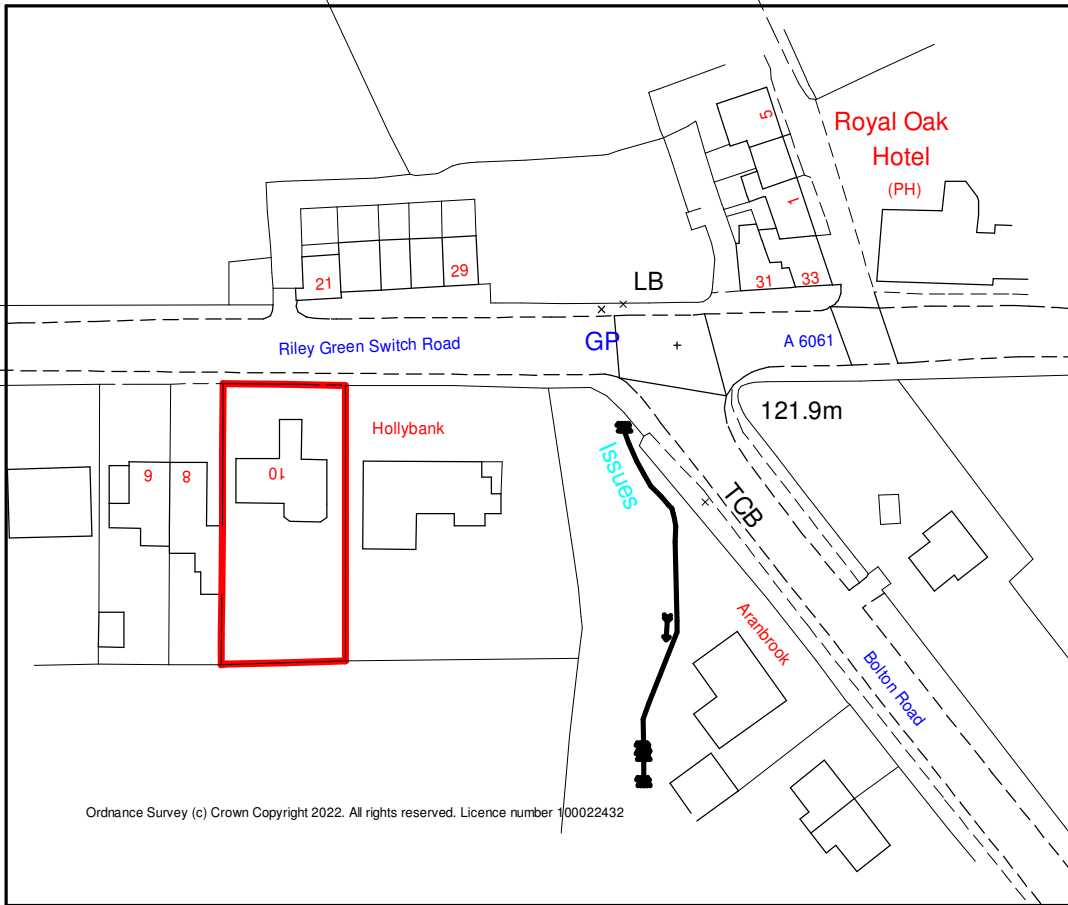 5
Royal Oak
Hotel
(PH)
1
21
29
LB
31
33
GP
Riley Green Switch Road
A 6061
121.9m
Hollybank
6
8
10
Issues
TCB
Aranbrook
Bolton Road
Ordnance Survey (c) Crown Copyright 2022. All rights reserved. Licence number 100022432